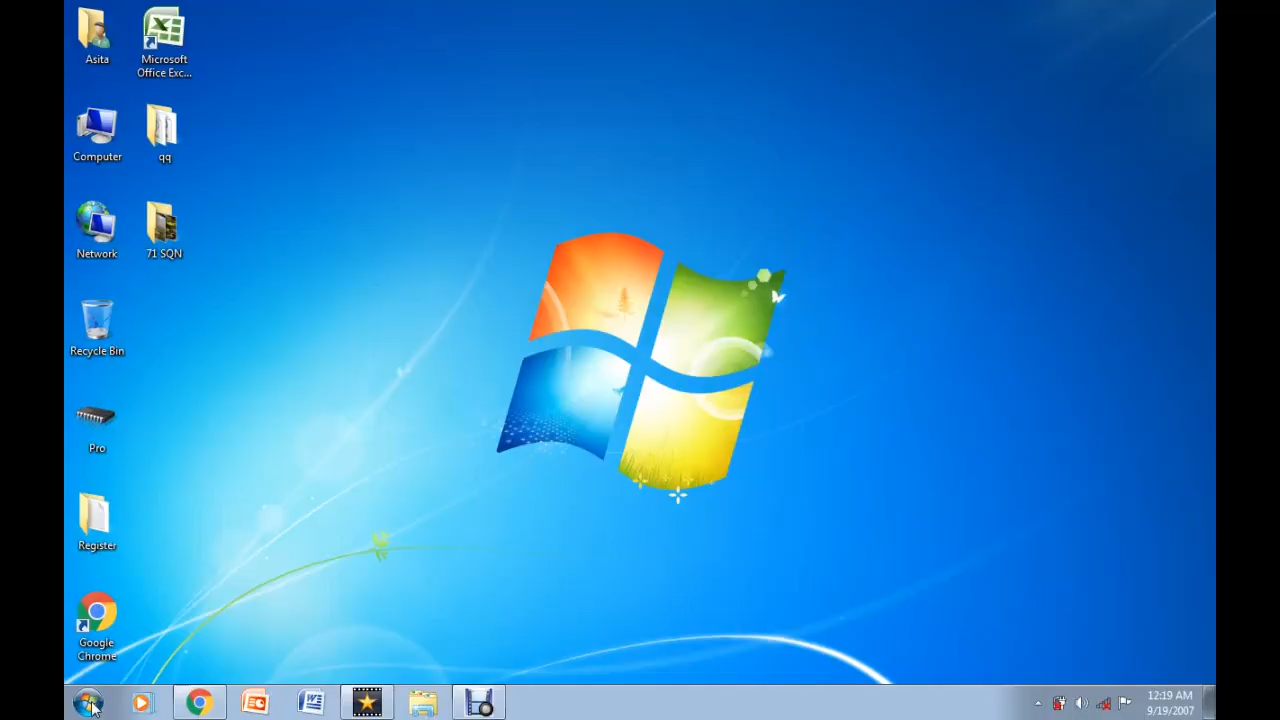 Asita
Microsoft
Office Exc...
Computer
qq
Network
71 SQN
Recycle Bin
Pro
Register
Google
Chrome
12:19 AM
9/19/2007